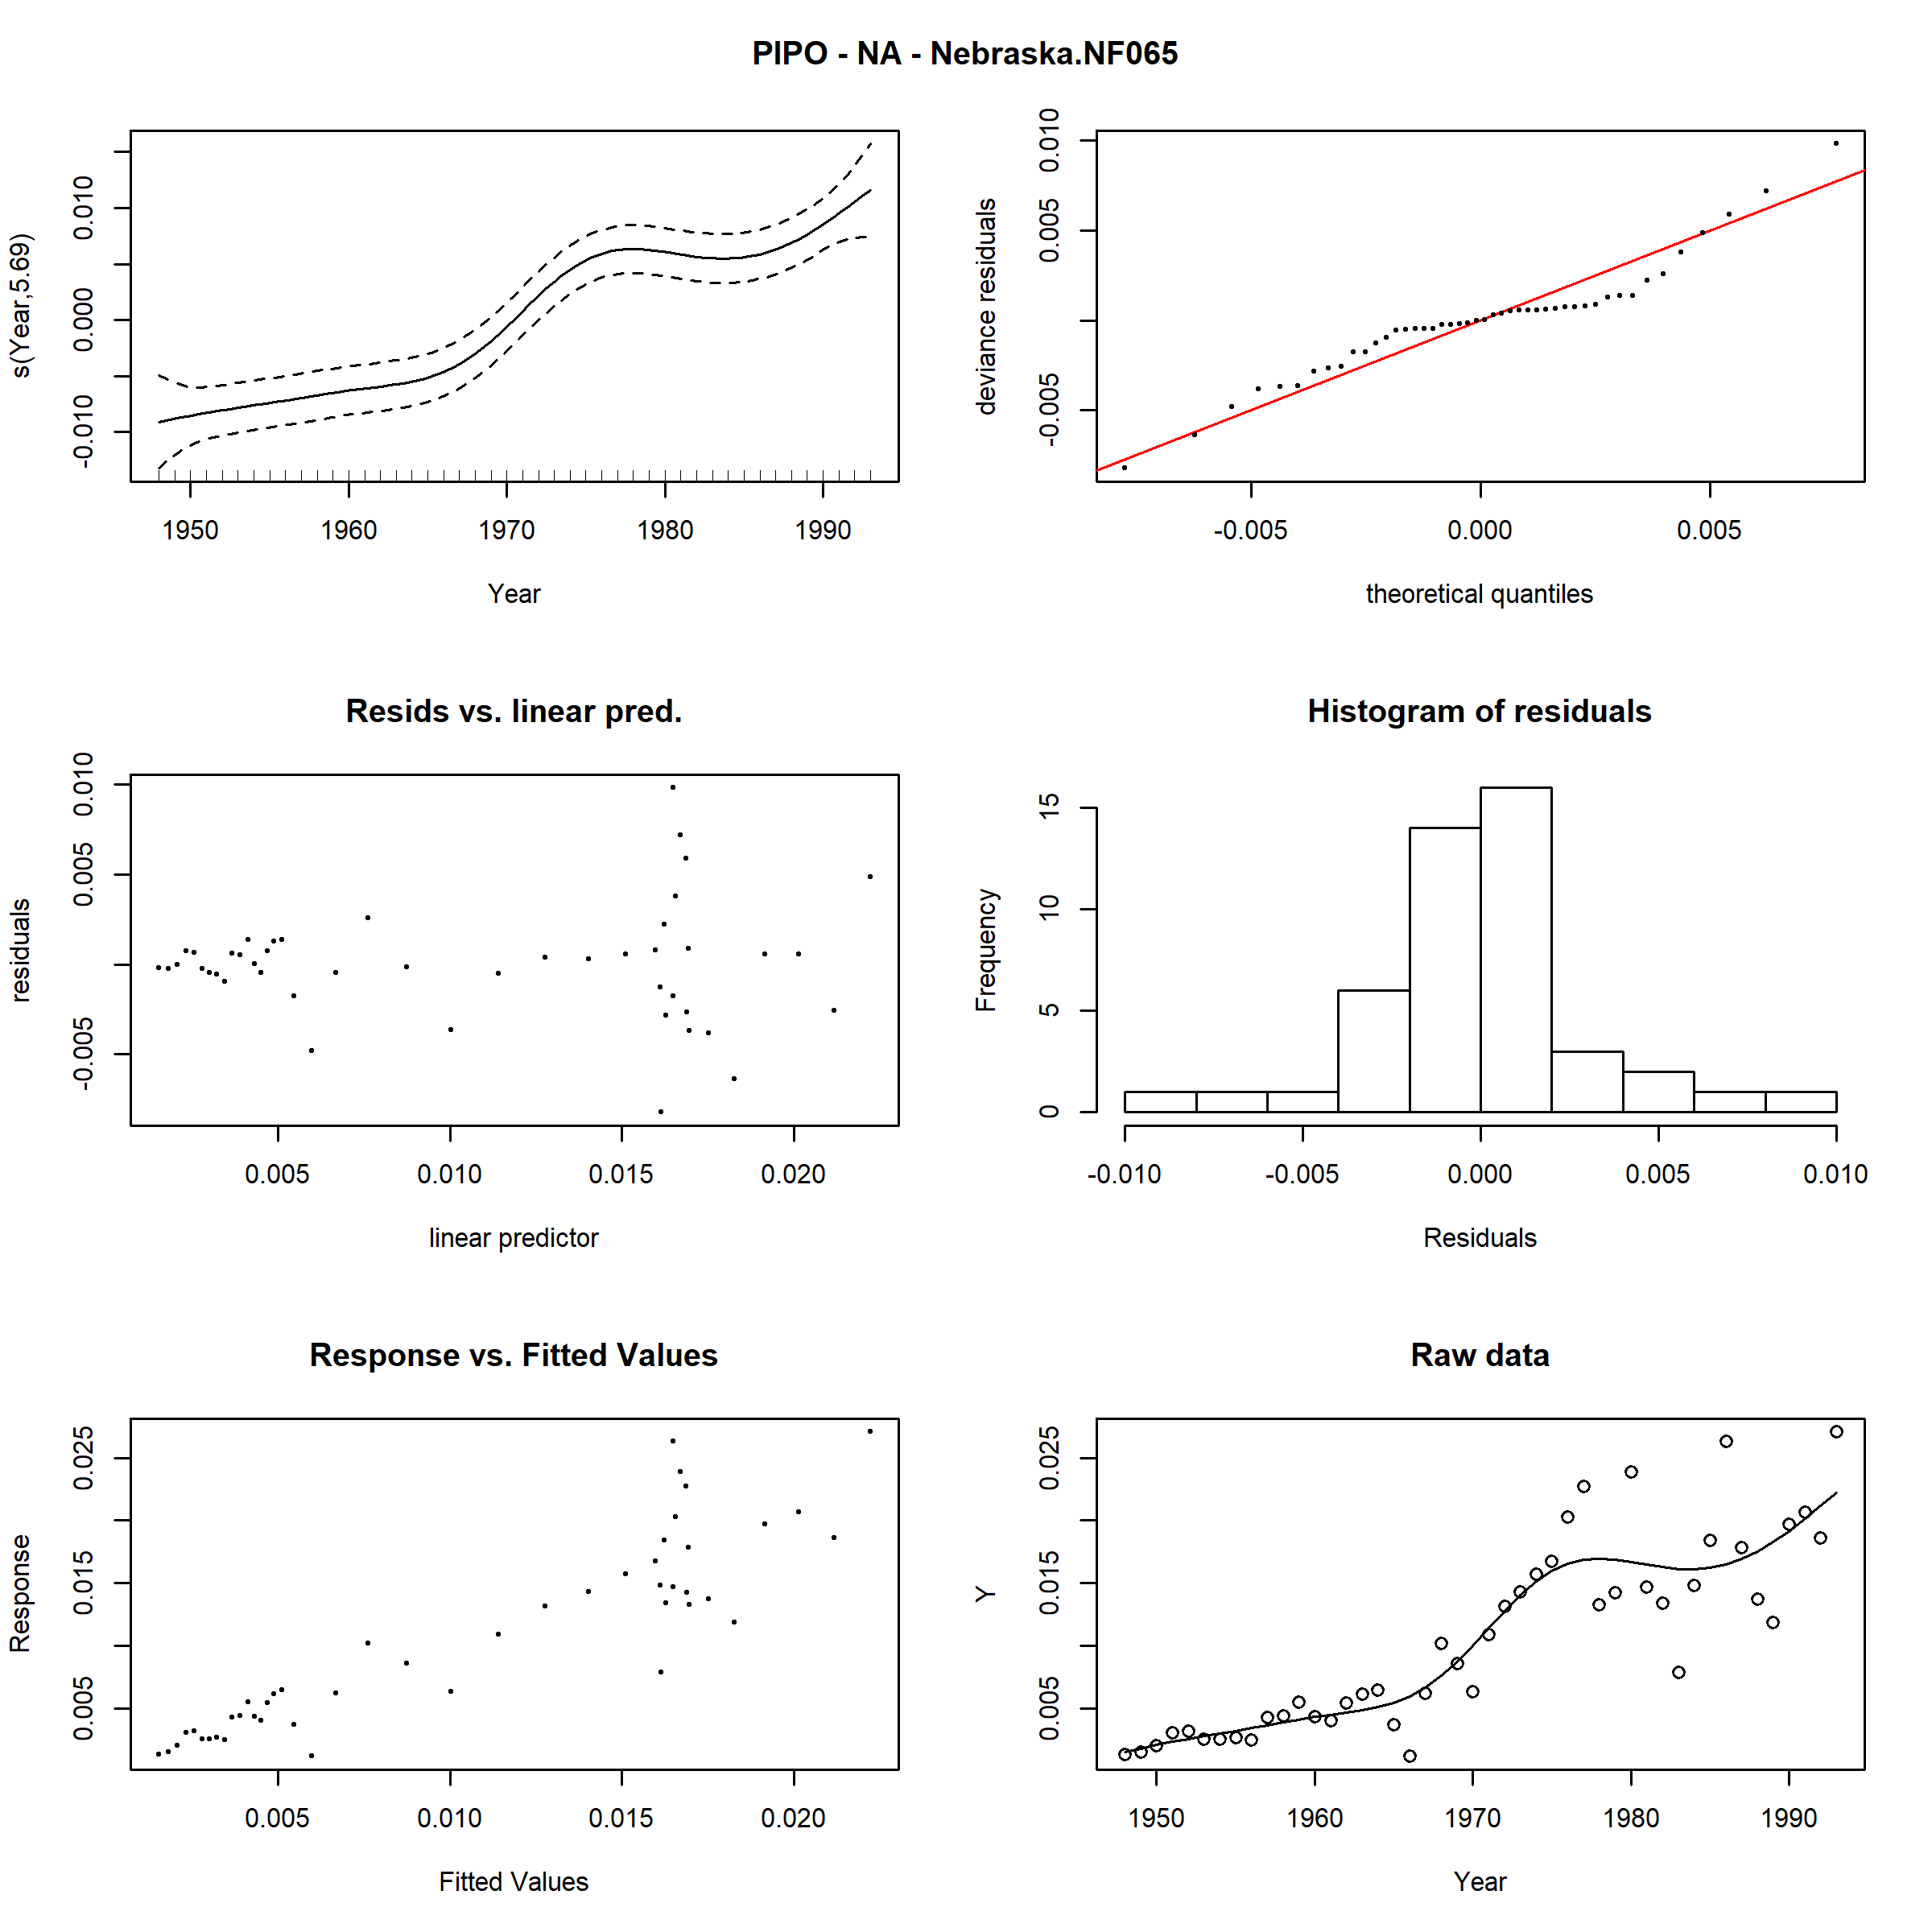 PIPO - NA - Nebraska.NF065
s(Year,5.69)
-0.010 0.000 0.010
1950 1960 1970 1980 1990
Year
deviance residuals
-0.005 0.000 0.005 0.010
-0.005 0.000 0.005
theoretical quantiles
Resids vs. linear pred.
residuals
-0.005 0.005 0.010
0.005 0.010 0.015 0.020
linear predictor
Histogram of residuals
Frequency
0 5 10 15
-0.010 -0.005 0.000 0.005 0.010
Residuals
Response vs. Fitted Values
Response
0.005 0.015 0.025
0.005 0.010 0.015 0.020
Fitted Values
Raw data
Y
0.005 0.015 0.025
1950 1960 1970 1980 1990
Year